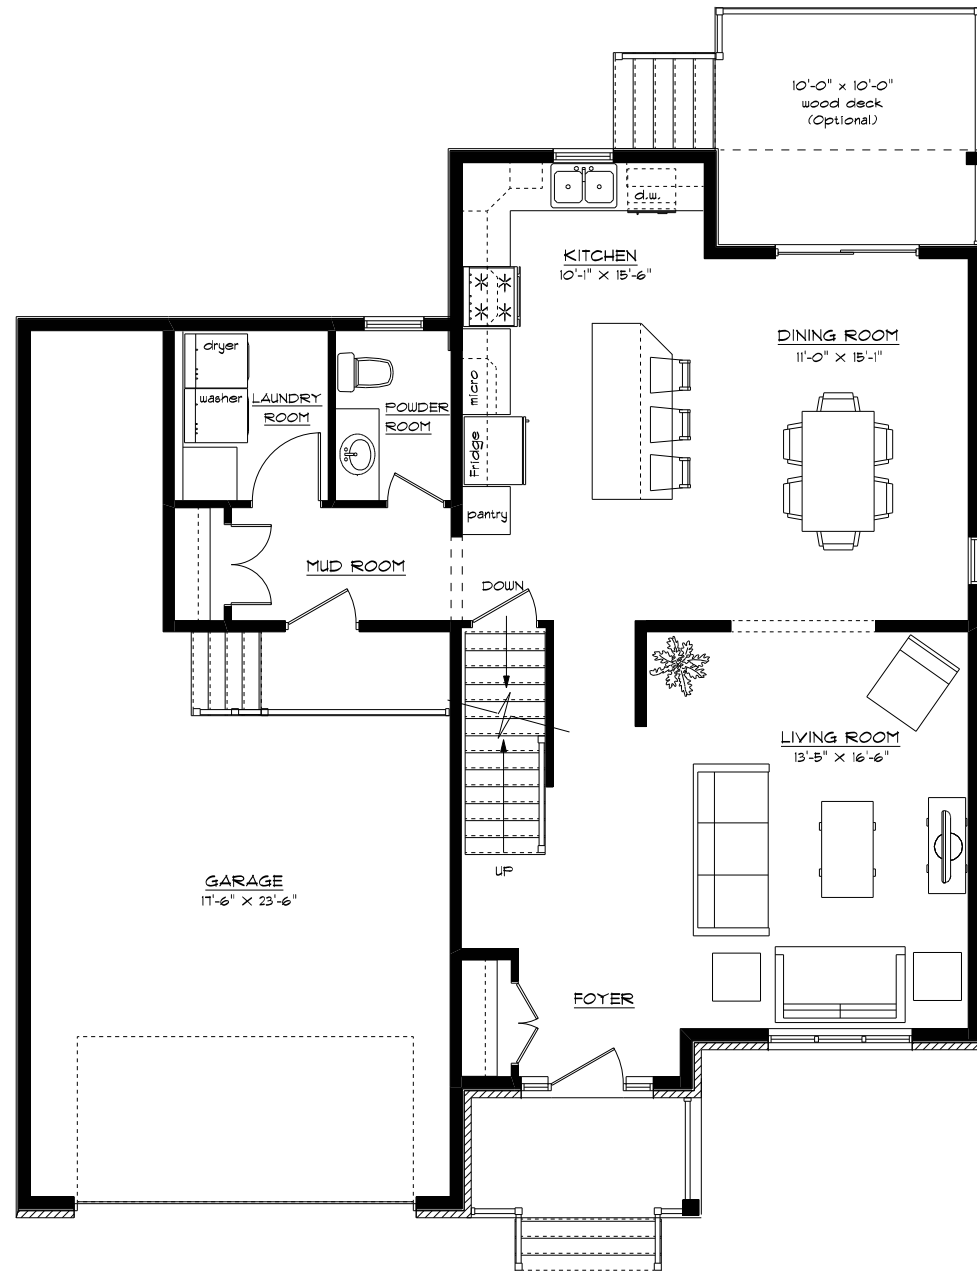 10'-0" x 10'-0"
wood deck
(Optional)
d.w.
KITCHEN
10'-1" X 15'-6"
DINING ROOM
11'-0" X 15'-1"
dryer
washer
LAUNDRY
ROOM
POWDER
ROOM
micro
Fridge
pantry
MUD ROOM
DOWN
LIVING ROOM
13'-5" X 16'-6"
UP
GARAGE
17'-6" X 23'-6"
FOYER